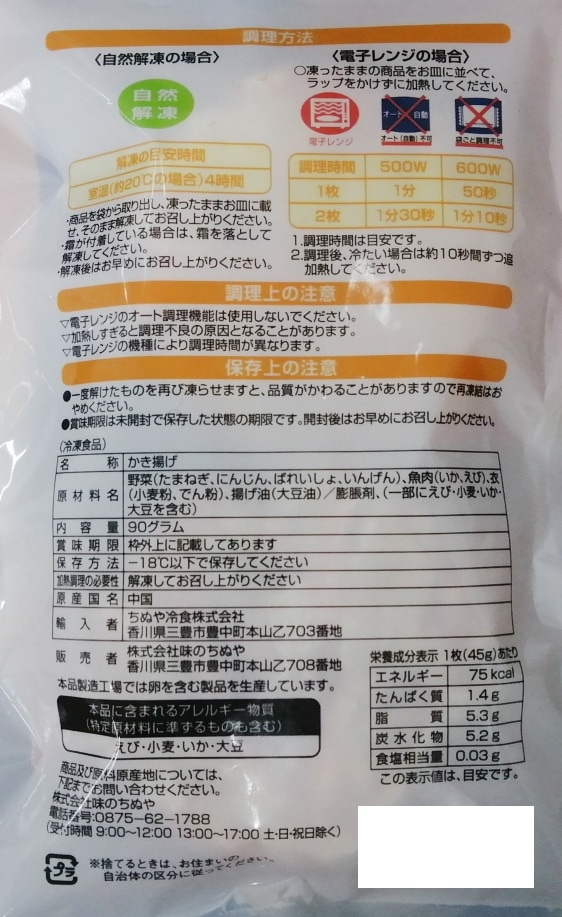 調理方法
〈自然解凍の場合〉
自然
解凍
解凍の目安時間
室温(約20℃の場合)4時間
・商品を袋から取り出し、凍ったままお皿に載
せ、そのまま解凍してお召し上がりください。
・霜が付着している場合は、霜を落として
解凍してください。
・解凍後はお早めにお召し上がりください。
〈電子レンジの場合〉
○凍ったままの商品をお皿に並べて、
ラップをかけずに加熱してください。
電子レンジ
オート 自動
オート(自動)不可
袋ごと調理不可
調理時間 500W 600W
1枚 1分 50秒
2枚 1分30秒 1分10秒
1.調理時間は目安です。
2.調理後、冷たい場合は約10秒間ずつ追
加熱してください。
調理上の注意
▽電子レンジのオート調理機能は使用しないでください。
▽加熱しすぎると調理不良の原因となることがあります。
▽電子レンジの機種により調理時間が異なります。
保存上の注意
●一度解けたものを再び凍らせますと、品質がかわることがありますので再凍結はお
やめください。
●賞味期限は未開封で保存した状態の期限です。開封後はお早めにお召し上がりください。
(冷凍食品)
名称 かき揚げ
原材料名 野菜(たまねぎ、にんじん、ばれいしょ、いんげん)、魚肉(いか、えび)、衣
(小麦粉、でん粉)、揚げ油(大豆油)／膨脹剤、(一部にえび・小麦・いか・
大豆を含む)
内容量 90グラム
賞味期限 枠外上に記載してあります
保存方法 −18℃以下で保存してください
加熱調理の必要性 解凍してお召し上がりください
原産国名 中国
輸入者 ちぬや冷食株式会社
香川県三豊市豊中町本山乙703番地
販売者 株式会社味のちぬや
香川県三豊市豊中町本山乙708番地
本品製造工場では卵を含む製品を生産しています。
本品に含まれるアレルギー物質
(特定原材料に準ずるものも含む)
えび・小麦・いか・大豆
栄養成分表示 1枚(45g)あたり
エネルギー 75kcal
たんぱく質 1.4g
脂質 5.3g
炭水化物 5.2g
食塩相当量 0.03g
この表示値は、目安です。
商品及び原料原産地については、
下記までお問い合わせください。
株式会社味のちぬや
電話番号:0875-62-1788
(受付時間 9:00〜12:00 13:00〜17:00 土・日・祝日除く)
プラ
※捨てるときは、お住まいの
自治体の区分に従ってください。